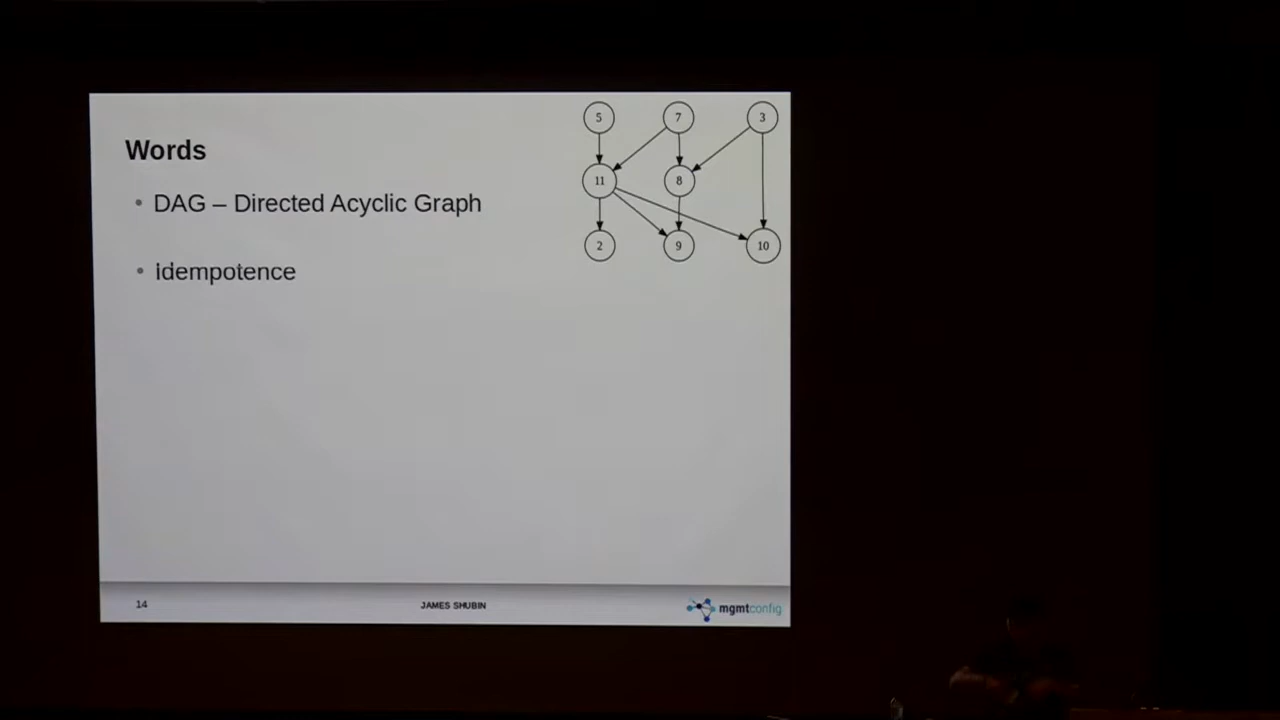 Words
• DAG – Directed Acyclic Graph
• idempotence
5 7 3
11 8
2 9 10
14
JAMES SHUBIN
mgmtconfig